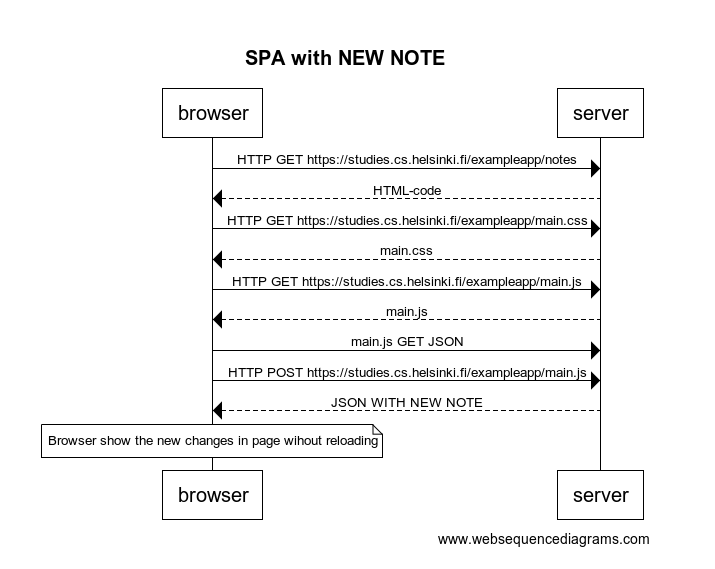 SPA with NEW NOTE
browser
server
HTTP GET https://studies.cs.helsinki.fi/exampleapp/notes
HTML-code
HTTP GET https://studies.cs.helsinki.fi/exampleapp/main.css
main.css
HTTP GET https://studies.cs.helsinki.fi/exampleapp/main.js
main.js
main.js GET JSON
HTTP POST https://studies.cs.helsinki.fi/exampleapp/main.js
JSON WITH NEW NOTE
Browser show the new changes in page wihout reloading
browser
server
www.websequencediagrams.com